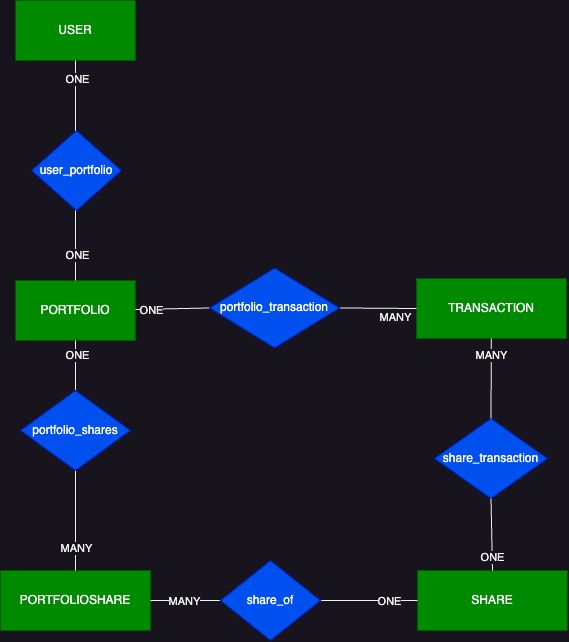 USER
ONE
user_portfolio
ONE
PORTFOLIO
ONE
portfolio_transaction
MANY
TRANSACTION
ONE
MANY
portfolio_shares
share_transaction
MANY
ONE
PORTFOLIOSHARE
MANY
share_of
ONE
SHARE